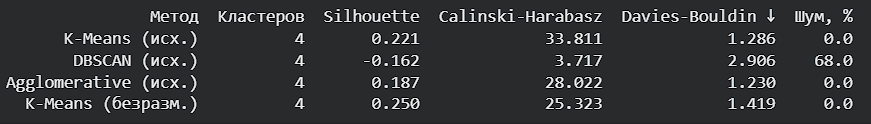 Метод Кластеров Silhouette Calinski-Harabasz Davies-Bouldin ↓ Шум, %
K-Means (исх.) 4 0.221 33.811 1.286 0.0
DBSCAN (исх.) 4 -0.162 3.717 2.906 68.0
Agglomerative (исх.) 4 0.187 28.022 1.230 0.0
K-Means (безразм.) 4 0.250 25.323 1.419 0.0